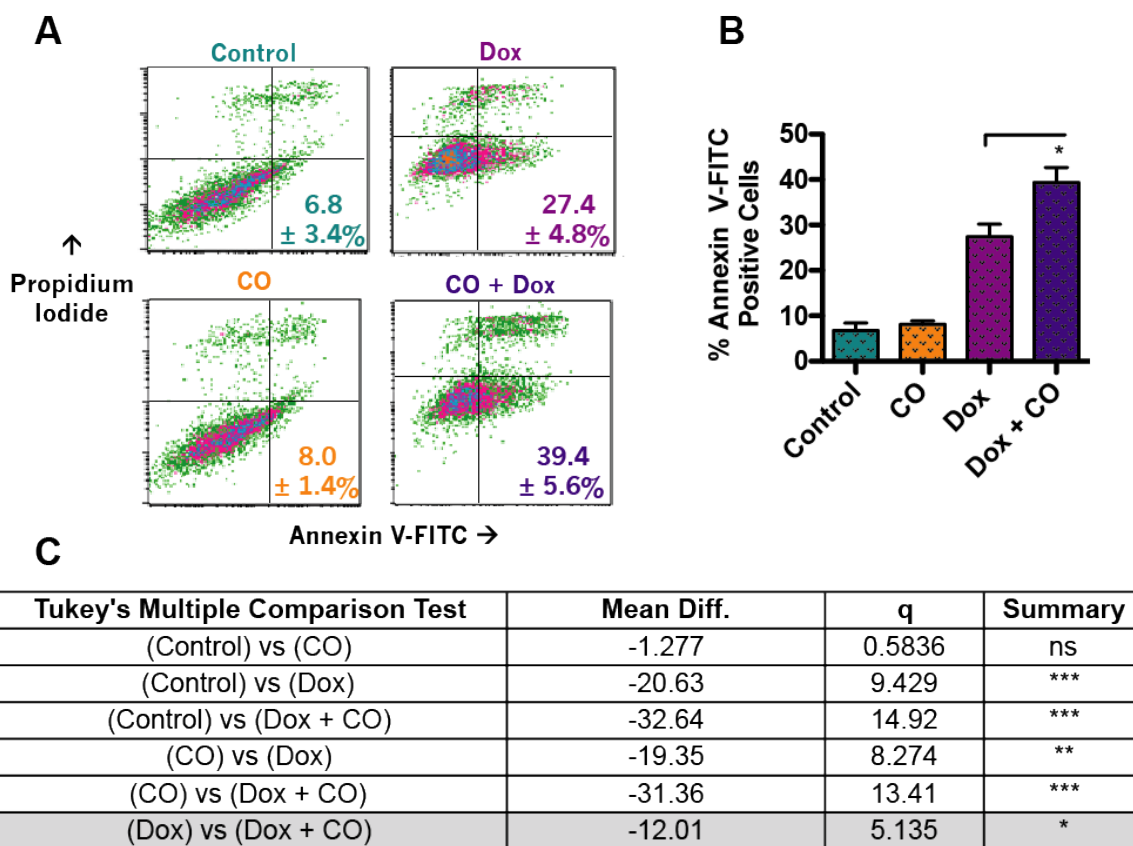 A
B
Control
Dox
6.8
± 3.4%
27.4
± 4.8%
↑
Propidium
Iodide
CO
CO + Dox
8.0
± 1.4%
39.4
± 5.6%
Annexin V-FITC →
% Annexin V-FITC
Positive Cells
50
40
30
20
10
0
*
Control
CO
Dox
Dox + CO
C
Tukey's Multiple Comparison Test Mean Diff. q Summary
(Control) vs (CO) -1.277 0.5836 ns
(Control) vs (Dox) -20.63 9.429 ***
(Control) vs (Dox + CO) -32.64 14.92 ***
(CO) vs (Dox) -19.35 8.274 **
(CO) vs (Dox + CO) -31.36 13.41 ***
(Dox) vs (Dox + CO) -12.01 5.135 *